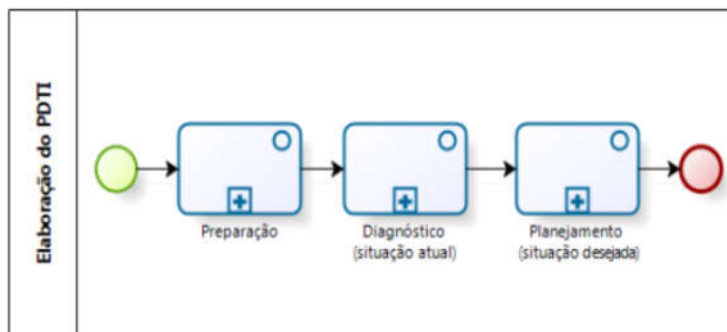 Elaboração do PDTI
Preparação
Diagnóstico
(situação atual)
Planejamento
(situação desejada)